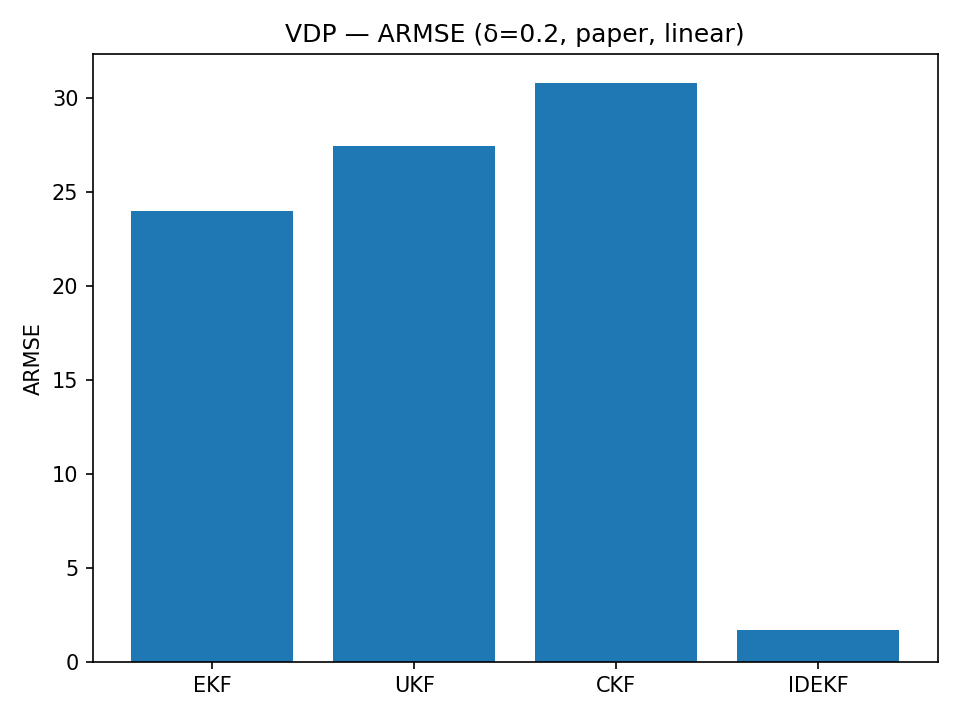 VDP — ARMSE (δ=0.2, paper, linear)
ARMSE
30
25
20
15
10
5
0
EKF UKF CKF IDEKF